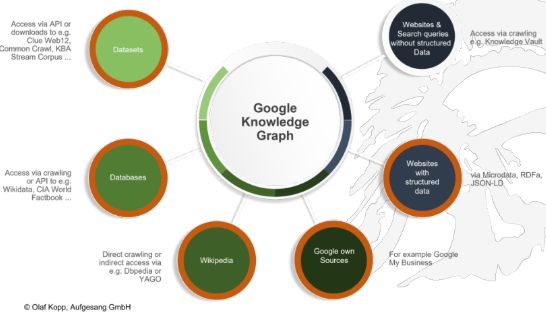 Access via API or
downloads to e.g.
Clue Web12,
Common Crawl, KBA
Stream Corpus ...
Datasets
Websites &
Search queries
without structured
Data
Access via crawling
e.g. Knowledge Vault
Google
Knowledge
Graph
Access via crawling
or API to e.g.
Wikidata, CIA World
Factbook ...
Databases
Websites
with
structured
data
via Microdata, RDFa,
JSON-LD
Direct crawling or
indirect access via
e.g. Dbpedia or
YAGO
Wikipedia
Google own
Sources
For example Google
My Business
© Olaf Kopp, Aufgesang GmbH